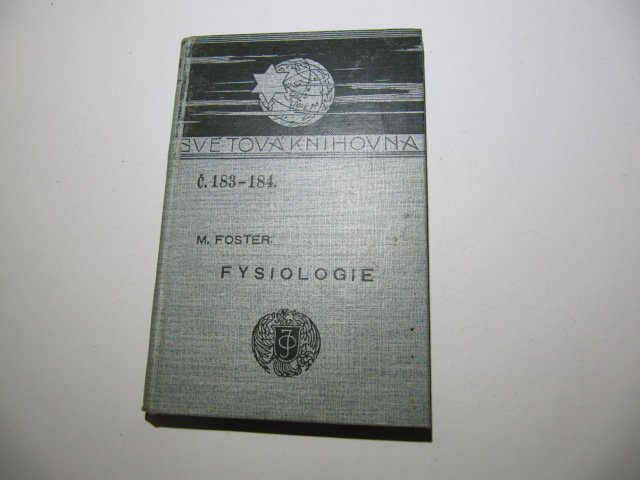 SVĚTOVÁ KNIHOVNA
Č. 183-184.
M. FOSTER:
FYSIOLOGIE